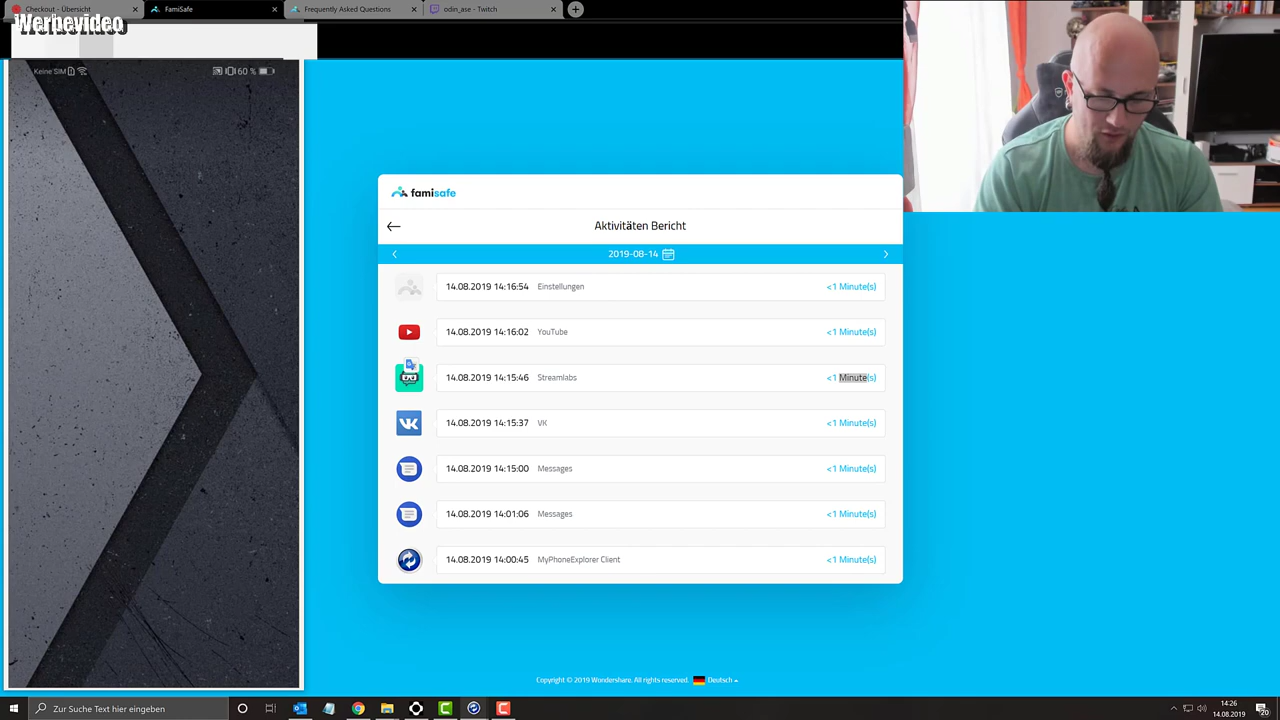 Checkout - Übersicht
FamiSafe
Frequently Asked Questions
odin_ase - Twitch
Werbevideo
Keine SIM
60 %
famisafe
Aktivitäten Bericht
2019-08-14
14.08.2019 14:16:54 Einstellungen <1 Minute(s)
14.08.2019 14:16:02 YouTube <1 Minute(s)
14.08.2019 14:15:46 Streamlabs <1 Minute(s)
14.08.2019 14:15:37 VK <1 Minute(s)
14.08.2019 14:15:00 Messages <1 Minute(s)
14.08.2019 14:01:06 Messages <1 Minute(s)
14.08.2019 14:00:45 MyPhoneExplorer Client <1 Minute(s)
Copyright © 2019 Wondershare. All rights reserved. Deutsch
Zur Suche Text hier eingeben
14:26
14.08.2019
20